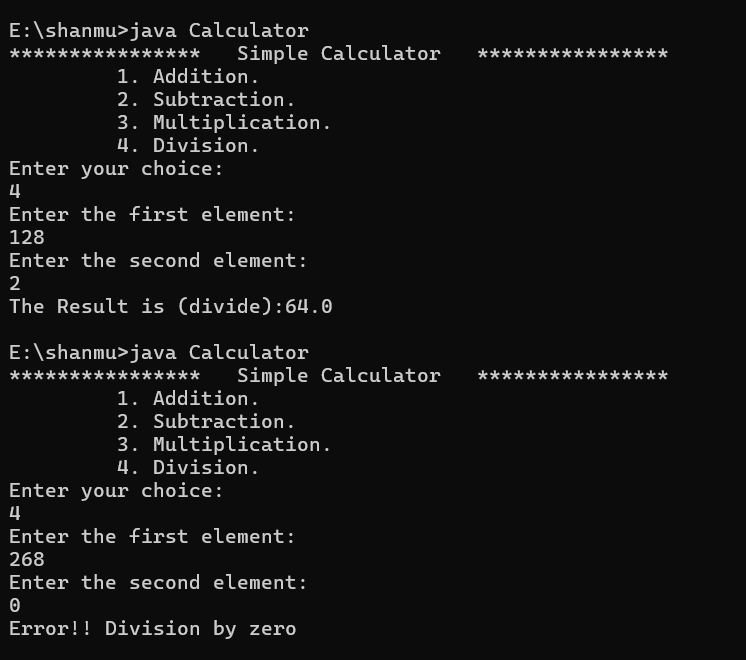 E:\shanmu>java Calculator
****************   Simple Calculator   ****************
         1. Addition.
         2. Subtraction.
         3. Multiplication.
         4. Division.
Enter your choice:
4
Enter the first element:
128
Enter the second element:
2
The Result is (divide):64.0

E:\shanmu>java Calculator
****************   Simple Calculator   ****************
         1. Addition.
         2. Subtraction.
         3. Multiplication.
         4. Division.
Enter your choice:
4
Enter the first element:
268
Enter the second element:
0
Error!! Division by zero